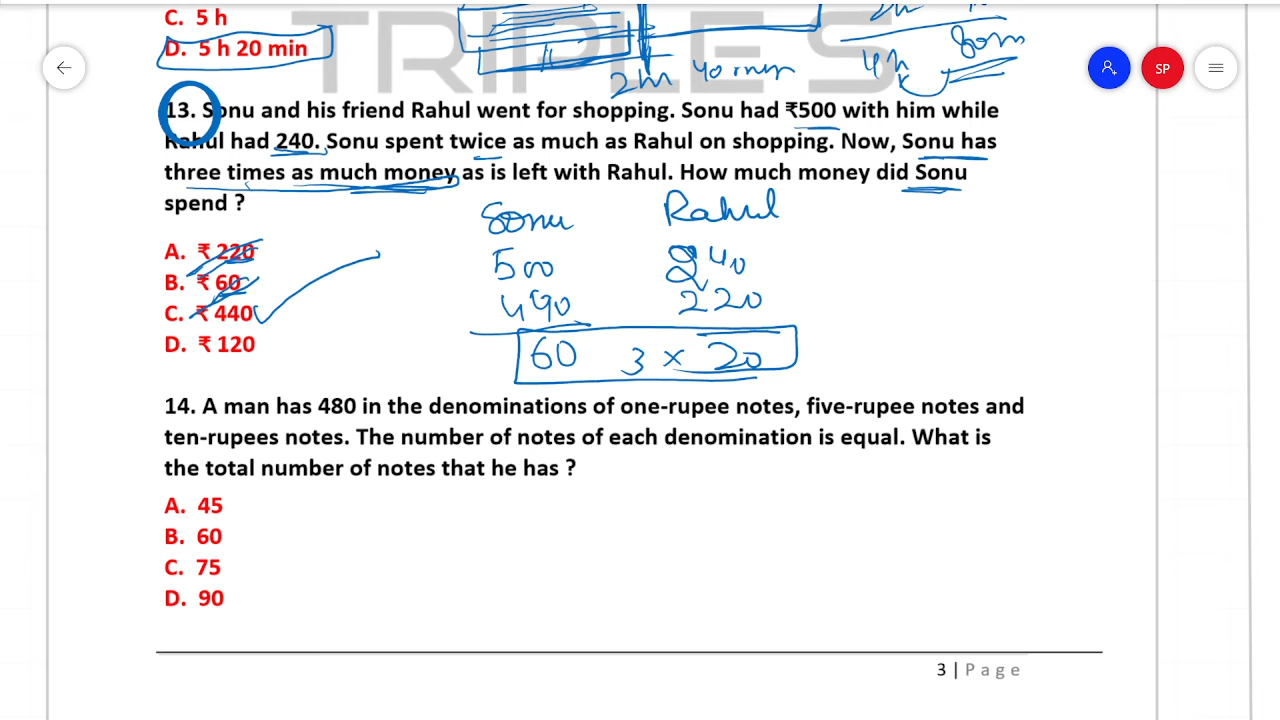 C. 5 h
D. 5 h 20 min
TRIPLE S
2h 40 min
4h 80m
SP
13. Sonu and his friend Rahul went for shopping. Sonu had ₹500 with him while
Rahul had 240. Sonu spent twice as much as Rahul on shopping. Now, Sonu has
three times as much money as is left with Rahul. How much money did Sonu
spend ?
Sonu Rahul
A. ₹ 220
500 240
B. ₹ 60
440 220
C. ₹ 440
D. ₹ 120
60 3 × 20
14. A man has 480 in the denominations of one-rupee notes, five-rupee notes and
ten-rupees notes. The number of notes of each denomination is equal. What is
the total number of notes that he has ?
A. 45
B. 60
C. 75
D. 90
3 | Page